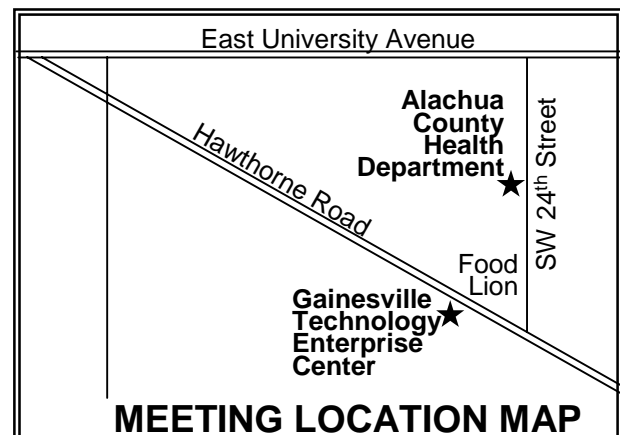 East University Avenue
Alachua
County
Health
Department
SW 24th Street
Hawthorne Road
Food
Lion
Gainesville
Technology
Enterprise
Center
MEETING LOCATION MAP